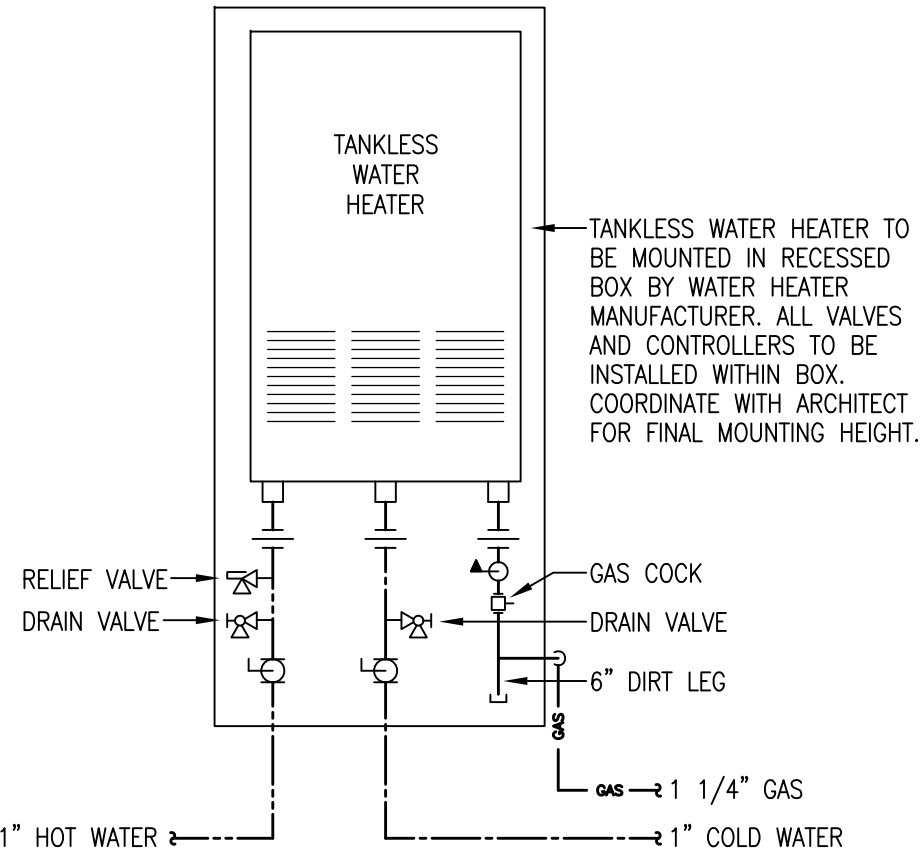 TANKLESS
WATER
HEATER
TANKLESS WATER HEATER TO
BE MOUNTED IN RECESSED
BOX BY WATER HEATER
MANUFACTURER. ALL VALVES
AND CONTROLLERS TO BE
INSTALLED WITHIN BOX.
COORDINATE WITH ARCHITECT
FOR FINAL MOUNTING HEIGHT.
RELIEF VALVE
GAS COCK
DRAIN VALVE
DRAIN VALVE
6” DIRT LEG
GAS
GAS
1 1/4” GAS
1” HOT WATER
1” COLD WATER